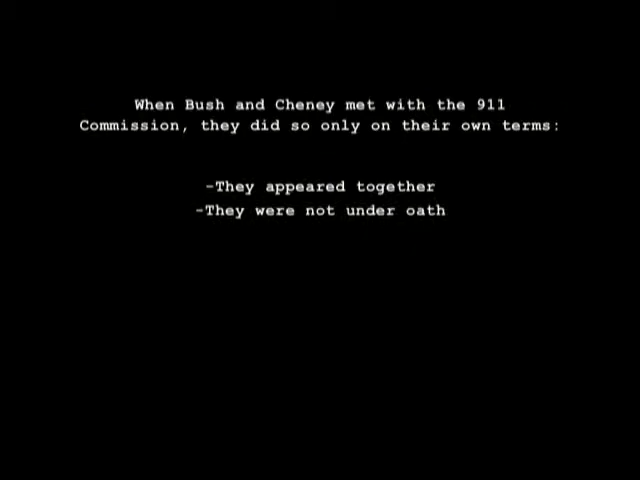 When Bush and Cheney met with the 911
Commission, they did so only on their own terms:
-They appeared together
-They were not under oath